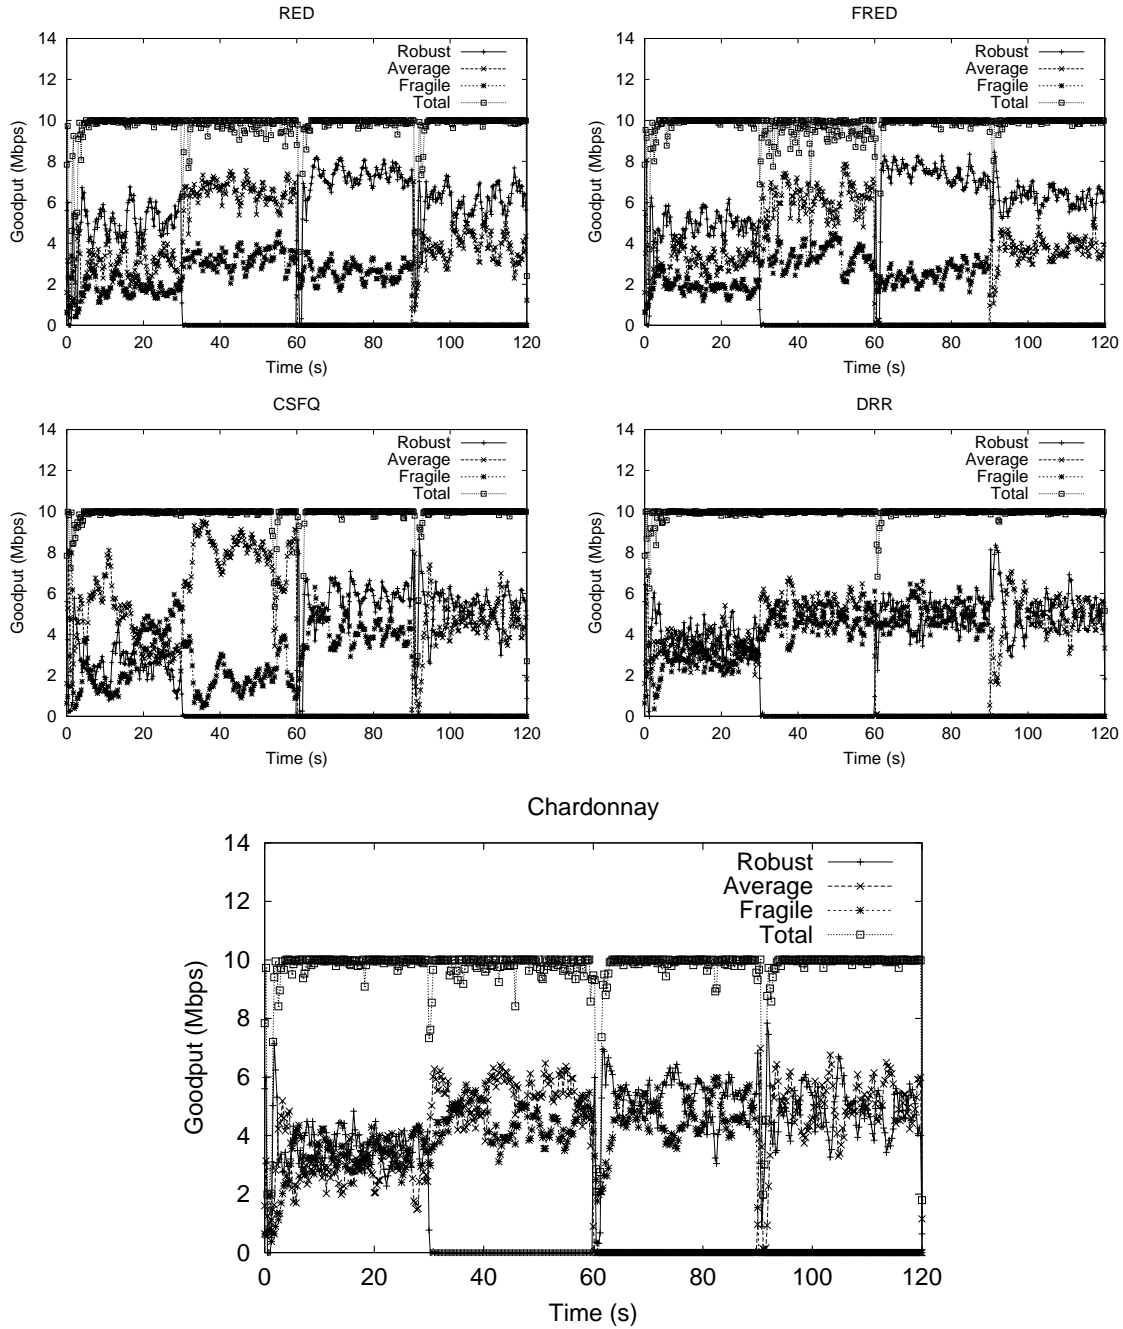 RED
14
12
10
8
6
4
2
0
Goodput (Mbps)
Robust
Average
Fragile
Total
0 20 40 60 80 100 120
Time (s)
FRED
14
12
10
8
6
4
2
0
Goodput (Mbps)
Robust
Average
Fragile
Total
0 20 40 60 80 100 120
Time (s)
CSFQ
14
12
10
8
6
4
2
0
Goodput (Mbps)
Robust
Average
Fragile
Total
0 20 40 60 80 100 120
Time (s)
DRR
14
12
10
8
6
4
2
0
Goodput (Mbps)
Robust
Average
Fragile
Total
0 20 40 60 80 100 120
Time (s)
Chardonnay
14
12
10
8
6
4
2
0
Goodput (Mbps)
Robust
Average
Fragile
Total
0 20 40 60 80 100 120
Time (s)